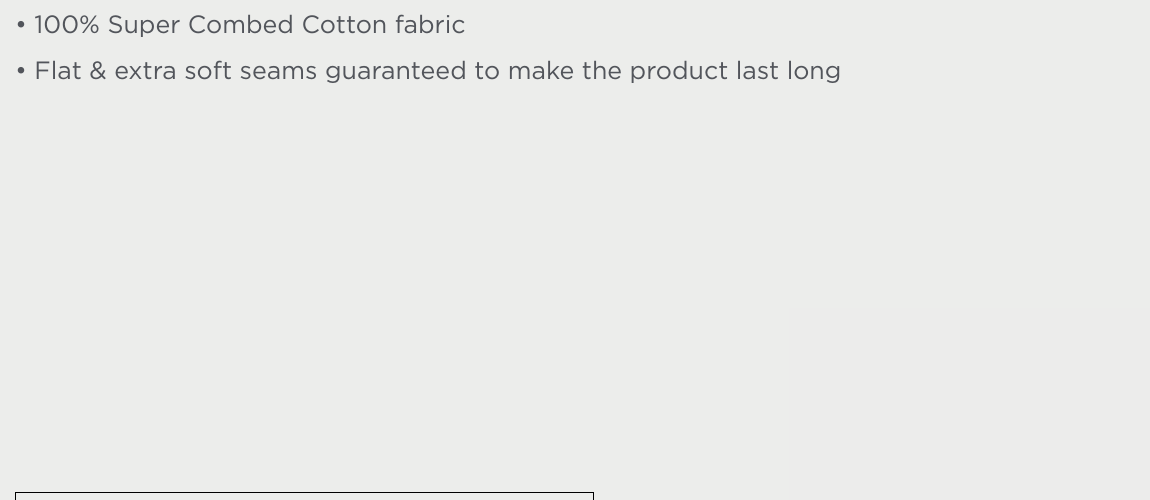 • 100% Super Combed Cotton fabric
• Flat & extra soft seams guaranteed to make the product last long